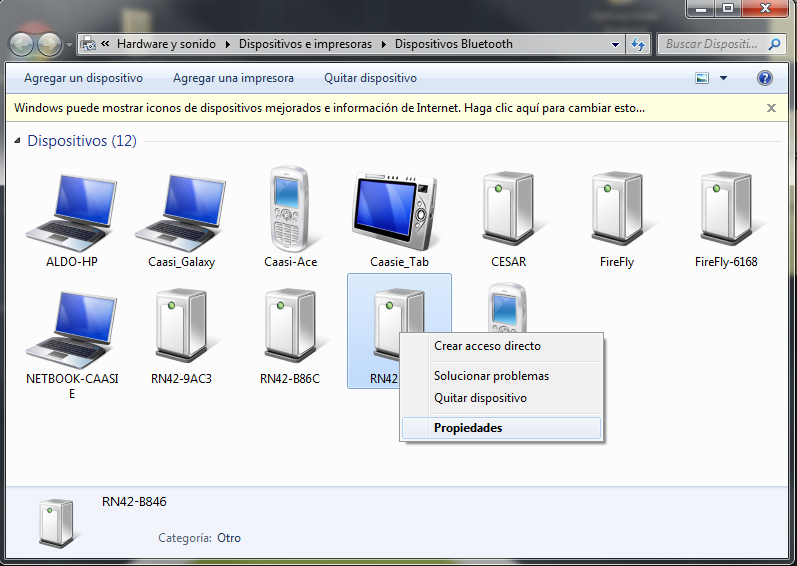 « Hardware y sonido ▸ Dispositivos e impresoras ▸ Dispositivos Bluetooth
Buscar Dispositi...
Agregar un dispositivo Agregar una impresora Quitar dispositivo
Windows puede mostrar iconos de dispositivos mejorados e información de Internet. Haga clic aquí para cambiar esto...
Dispositivos (12)
ALDO-HP Caasi_Galaxy Caasi-Ace Caasie_Tab CESAR FireFly FireFly-6168
NETBOOK-CAASI
E
RN42-9AC3 RN42-B86C RN42
Crear acceso directo
Solucionar problemas
Quitar dispositivo
Propiedades
RN42-B846
Categoría: Otro